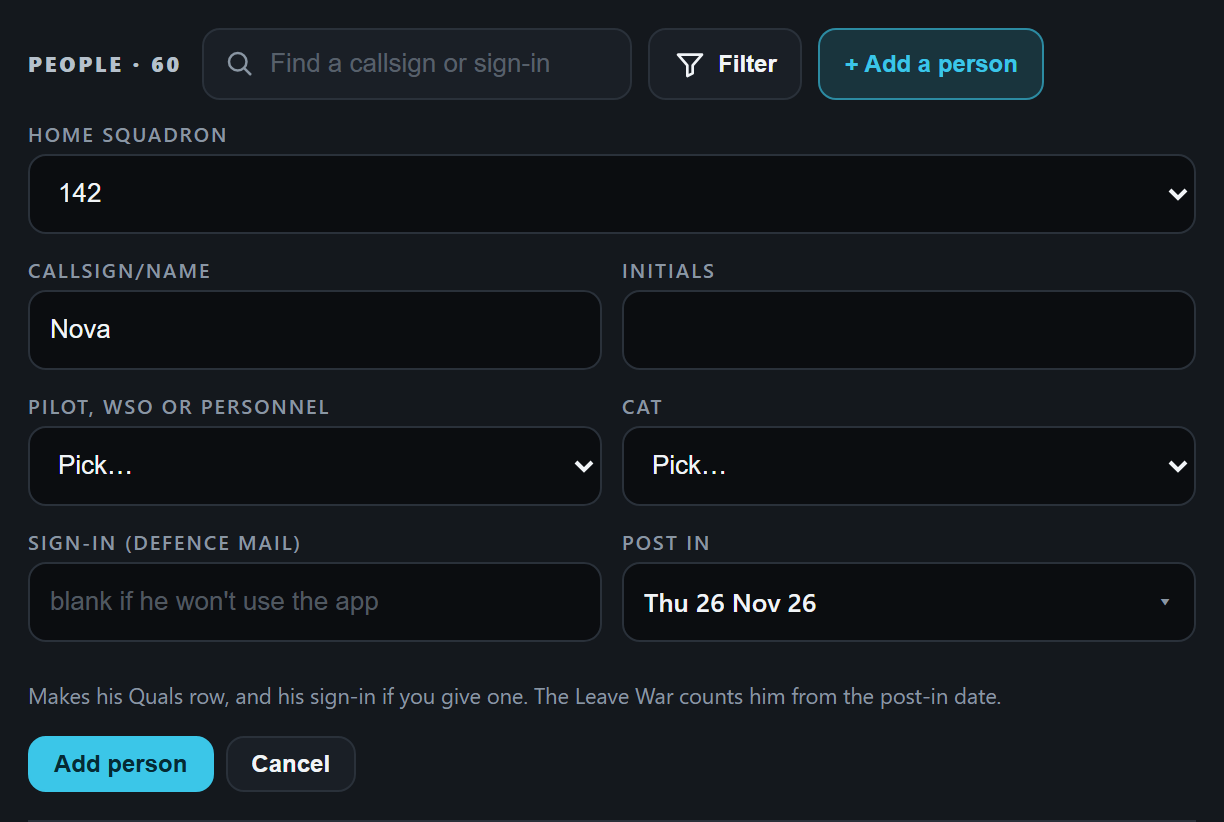 PEOPLE · 60
Find a callsign or sign-in
Filter
+ Add a person
HOME SQUADRON
142
CALLSIGN/NAME
INITIALS
Nova
PILOT, WSO OR PERSONNEL
CAT
Pick…
Pick…
SIGN-IN (DEFENCE MAIL)
POST IN
blank if he won't use the app
Thu 26 Nov 26
Makes his Quals row, and his sign-in if you give one. The Leave War counts him from the post-in date.
Add person
Cancel